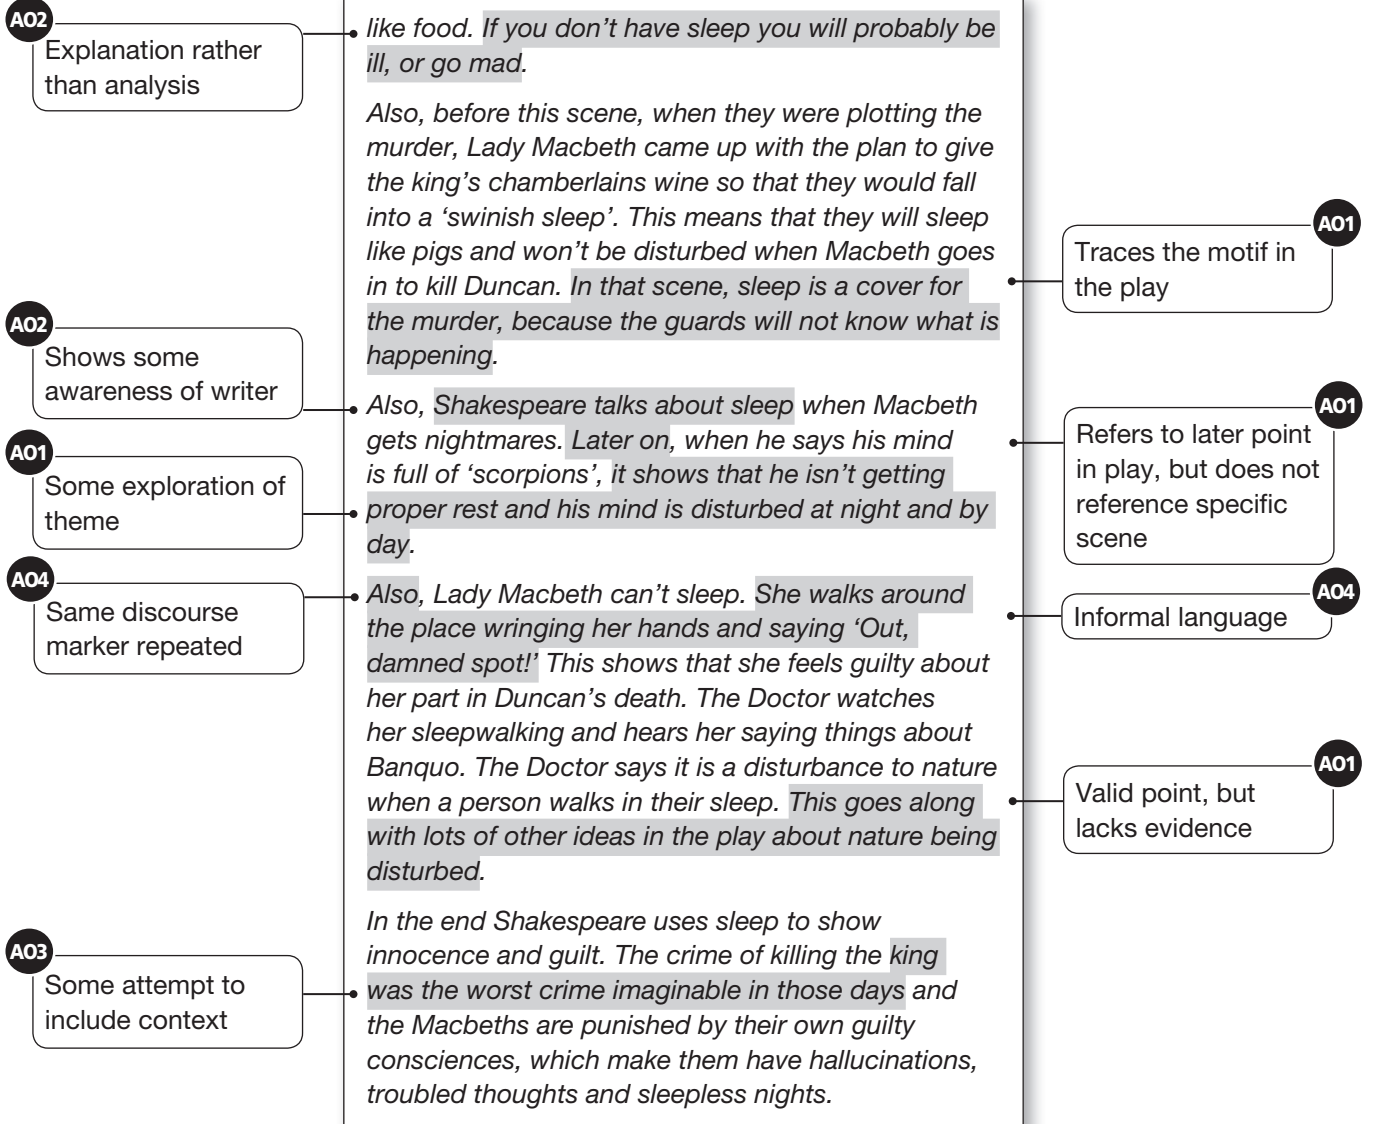 AO2
Explanation rather
than analysis
like food. If you don’t have sleep you will probably be
ill, or go mad.
Also, before this scene, when they were plotting the
murder, Lady Macbeth came up with the plan to give
the king’s chamberlains wine so that they would fall
into a ‘swinish sleep’. This means that they will sleep
like pigs and won’t be disturbed when Macbeth goes
in to kill Duncan. In that scene, sleep is a cover for
the murder, because the guards will not know what is
happening.
AO1
Traces the motif in
the play
AO2
Shows some
awareness of writer
Also, Shakespeare talks about sleep when Macbeth
gets nightmares. Later on, when he says his mind
is full of ‘scorpions’, it shows that he isn’t getting
proper rest and his mind is disturbed at night and by
day.
AO1
Refers to later point
in play, but does not
reference specific
scene
AO1
Some exploration of
theme
AO4
Same discourse
marker repeated
Also, Lady Macbeth can’t sleep. She walks around
the place wringing her hands and saying ‘Out,
damned spot!’ This shows that she feels guilty about
her part in Duncan’s death. The Doctor watches
her sleepwalking and hears her saying things about
Banquo. The Doctor says it is a disturbance to nature
when a person walks in their sleep. This goes along
with lots of other ideas in the play about nature being
disturbed.
AO4
Informal language
AO1
Valid point, but
lacks evidence
AO3
Some attempt to
include context
In the end Shakespeare uses sleep to show
innocence and guilt. The crime of killing the king
was the worst crime imaginable in those days and
the Macbeths are punished by their own guilty
consciences, which make them have hallucinations,
troubled thoughts and sleepless nights.